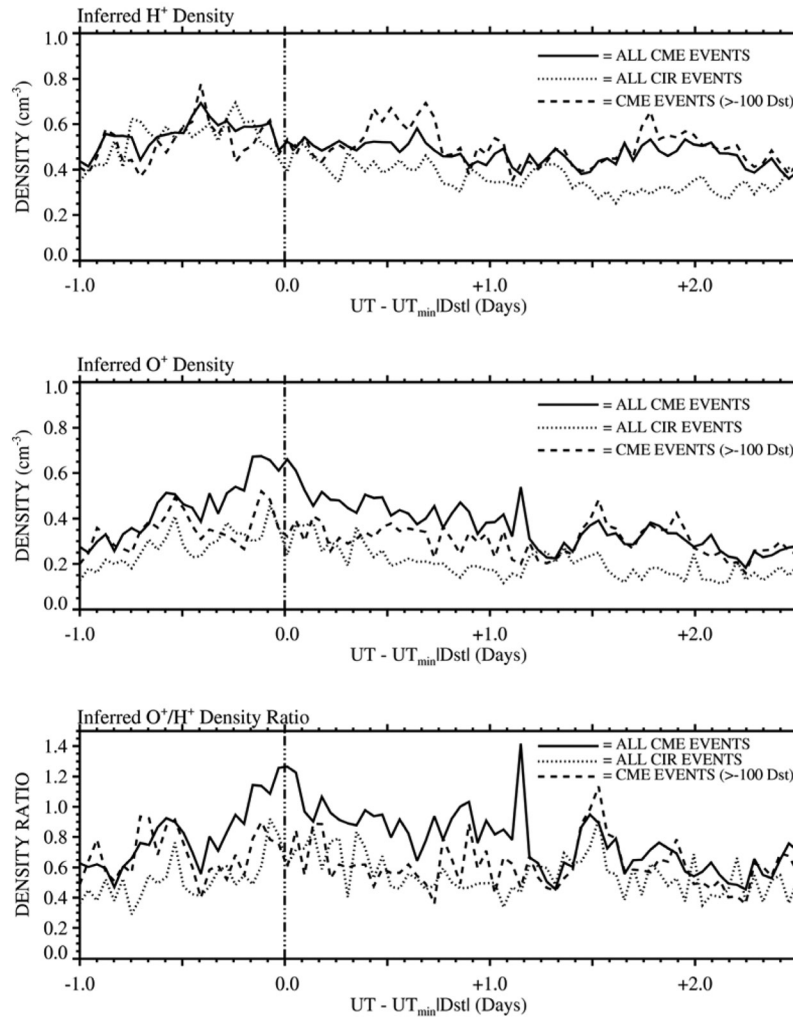 Inferred H⁺ Density
1.0
0.8
0.6
0.4
0.2
0.0
DENSITY (cm⁻³)
= ALL CME EVENTS
= ALL CIR EVENTS
= CME EVENTS (>-100 Dst)
-1.0 0.0 +1.0 +2.0
UT - UTmin|Dst| (Days)
Inferred O⁺ Density
1.0
0.8
0.6
0.4
0.2
0.0
DENSITY (cm⁻³)
= ALL CME EVENTS
= ALL CIR EVENTS
= CME EVENTS (>-100 Dst)
-1.0 0.0 +1.0 +2.0
UT - UTmin|Dst| (Days)
Inferred O⁺/H⁺ Density Ratio
1.4
1.2
1.0
0.8
0.6
0.4
0.2
0.0
DENSITY RATIO
= ALL CME EVENTS
= ALL CIR EVENTS
= CME EVENTS (>-100 Dst)
-1.0 0.0 +1.0 +2.0
UT - UTmin|Dst| (Days)